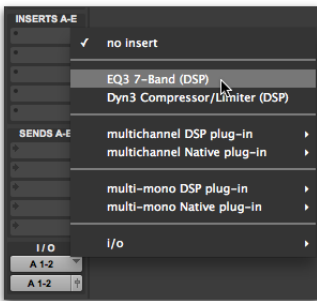 INSERTS A-E
✓ no insert
EQ3 7-Band (DSP)
Dyn3 Compressor/Limiter (DSP)
SENDS A-E
multichannel DSP plug-in
multichannel Native plug-in
multi-mono DSP plug-in
multi-mono Native plug-in
I / O
i/o
A 1-2
A 1-2